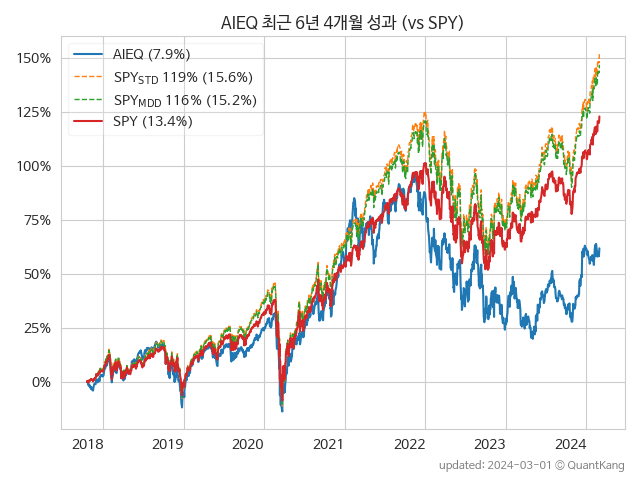 AIEQ 최근 6년 4개월 성과 (vs SPY)
AIEQ (7.9%)
SPY_STD 119% (15.6%)
SPY_MDD 116% (15.2%)
SPY (13.4%)
150%
125%
100%
75%
50%
25%
0%
2018 2019 2020 2021 2022 2023 2024
updated: 2024-03-01 © QuantKang